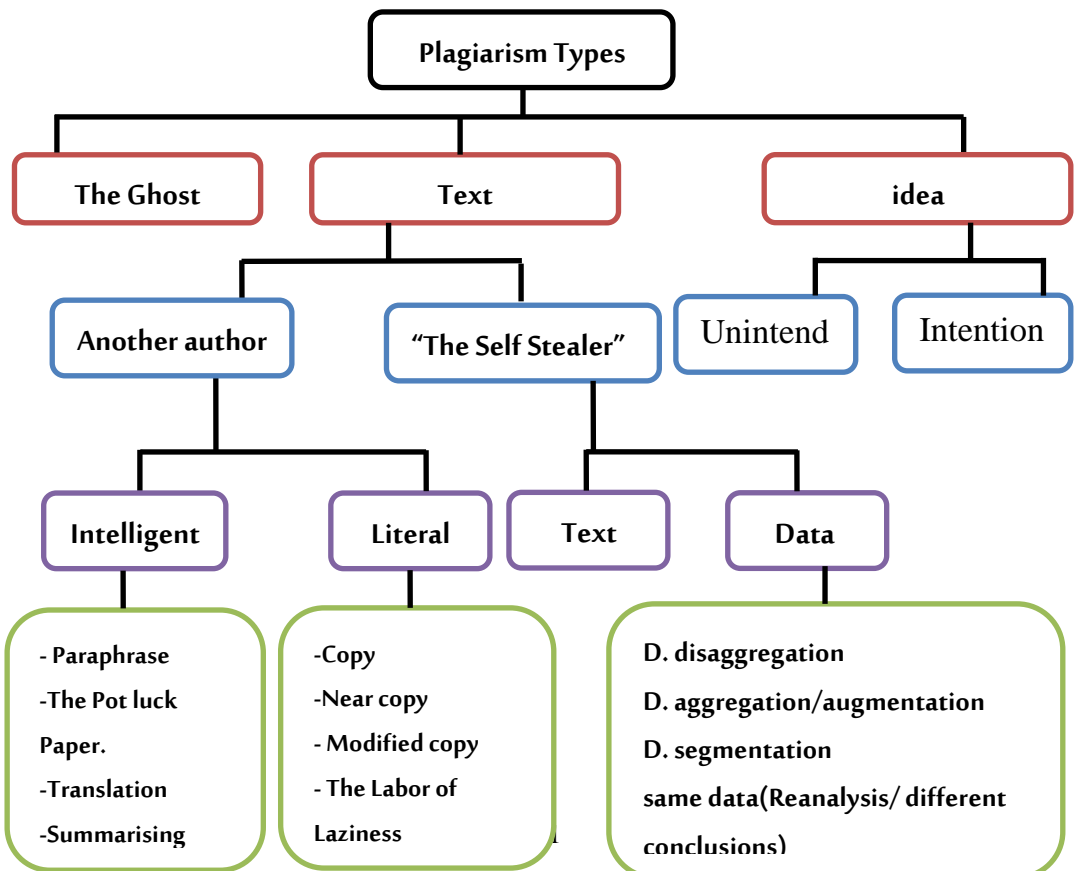 Plagiarism Types
The Ghost
Text
idea
Another author
“The Self Stealer”
Unintend
Intention
Intelligent
Literal
Text
Data
- Paraphrase
-The Pot luck
Paper.
-Translation
-Summarising
-Copy
-Near copy
- Modified copy
- The Labor of
Laziness
D. disaggregation
D. aggregation/augmentation
D. segmentation
same data(Reanalysis/ different
conclusions)